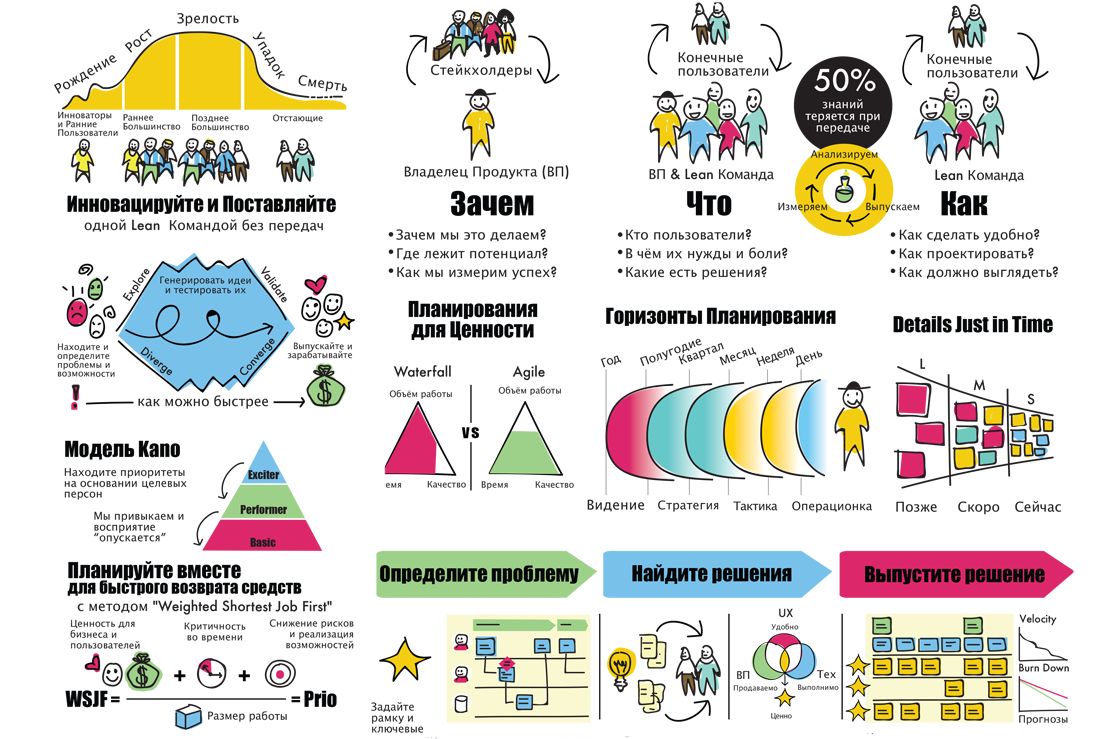 Зрелость
Рост
Упадок
Рождение
Смерть
Инноваторы
и Ранние
Пользователи
Раннее
Большинство
Позднее
Большинство
Отстающие
Инновацируйте и Поставляйте
одной Lean Командой без передач
Стейкхолдеры
Владелец Продукта (ВП)
Зачем
•Зачем мы это делаем?
•Где лежит потенциал?
•Как мы измерим успех?
Конечные
пользователи
ВП & Lean Команда
Что
•Кто пользователи?
•В чём их нужды и боли?
•Какие есть решения?
50%
знаний
теряется при
передаче
Анализируем
Измеряем
Выпускаем
Конечные
пользователи
Lean Команда
Как
•Как сделать удобно?
•Как проектировать?
•Как должно выглядеть?
Explore
Генерировать идеи
и тестировать их
Validate
Diverge
Converge
Находите и
определите
проблемы и
возможности
Выпускайте и
зарабатывайте
!
как можно быстрее
$
Планирования
для Ценности
Waterfall
Объём работы
емя
Качество
VS
Agile
Объём работы
Время
Качество
Горизонты Планирования
Год
Полугодие
Квартал
Месяц
Неделя
День
Видение
Стратегия
Тактика
Операционка
Details Just in Time
L
M
S
Позже
Скоро
Сейчас
Модель Капо
Находите приоритеты
на основании целевых
персон
Мы привыкаем и
восприятие
"опускается"
Exciter
Performer
Basic
Планируйте вместе
для быстрого возврата средств
с методом "Weighted Shortest Job First"
Ценность для
бизнеса и
пользователей
Критичность
во времени
Снижение рисков
и реализация
возможностей
$
+
+
WSJF =
= Prio
Размер работы
Определите проблему
Найдите решения
Выпустите решение
Задайте
рамку и
ключевые
UX
Удобно
ВП
Продаваемо
Тех
Выполнимо
Ценно
Velocity
Burn Down
Прогнозы